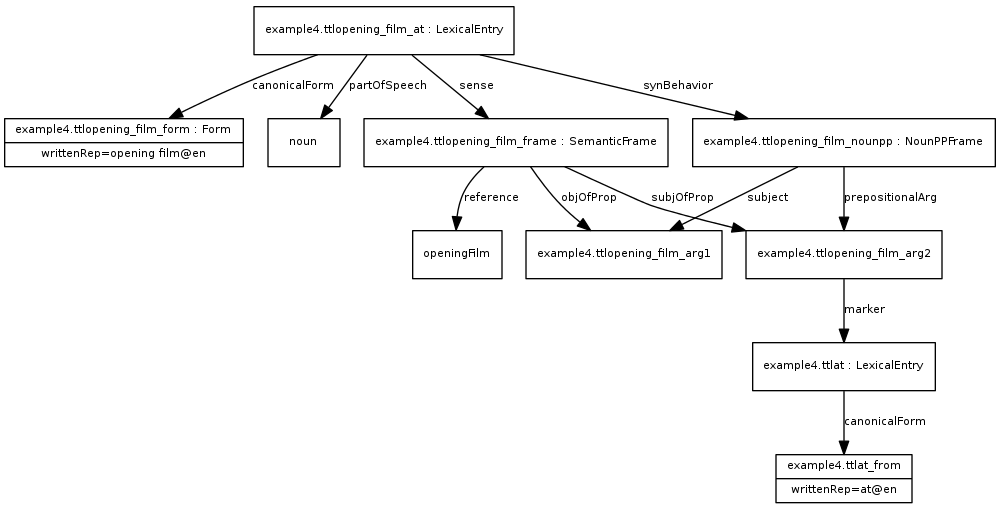 example4.ttlopening_film_at : LexicalEntry
canonicalForm
partOfSpeech
sense
synBehavior
example4.ttlopening_film_form : Form
writtenRep=opening film@en
noun
example4.ttlopening_film_frame : SemanticFrame
example4.ttlopening_film_nounpp : NounPPFrame
reference
objOfProp
subjOfProp
subject
prepositionalArg
openingFilm
example4.ttlopening_film_arg1
example4.ttlopening_film_arg2
marker
example4.ttlat : LexicalEntry
canonicalForm
example4.ttlat_from
writtenRep=at@en